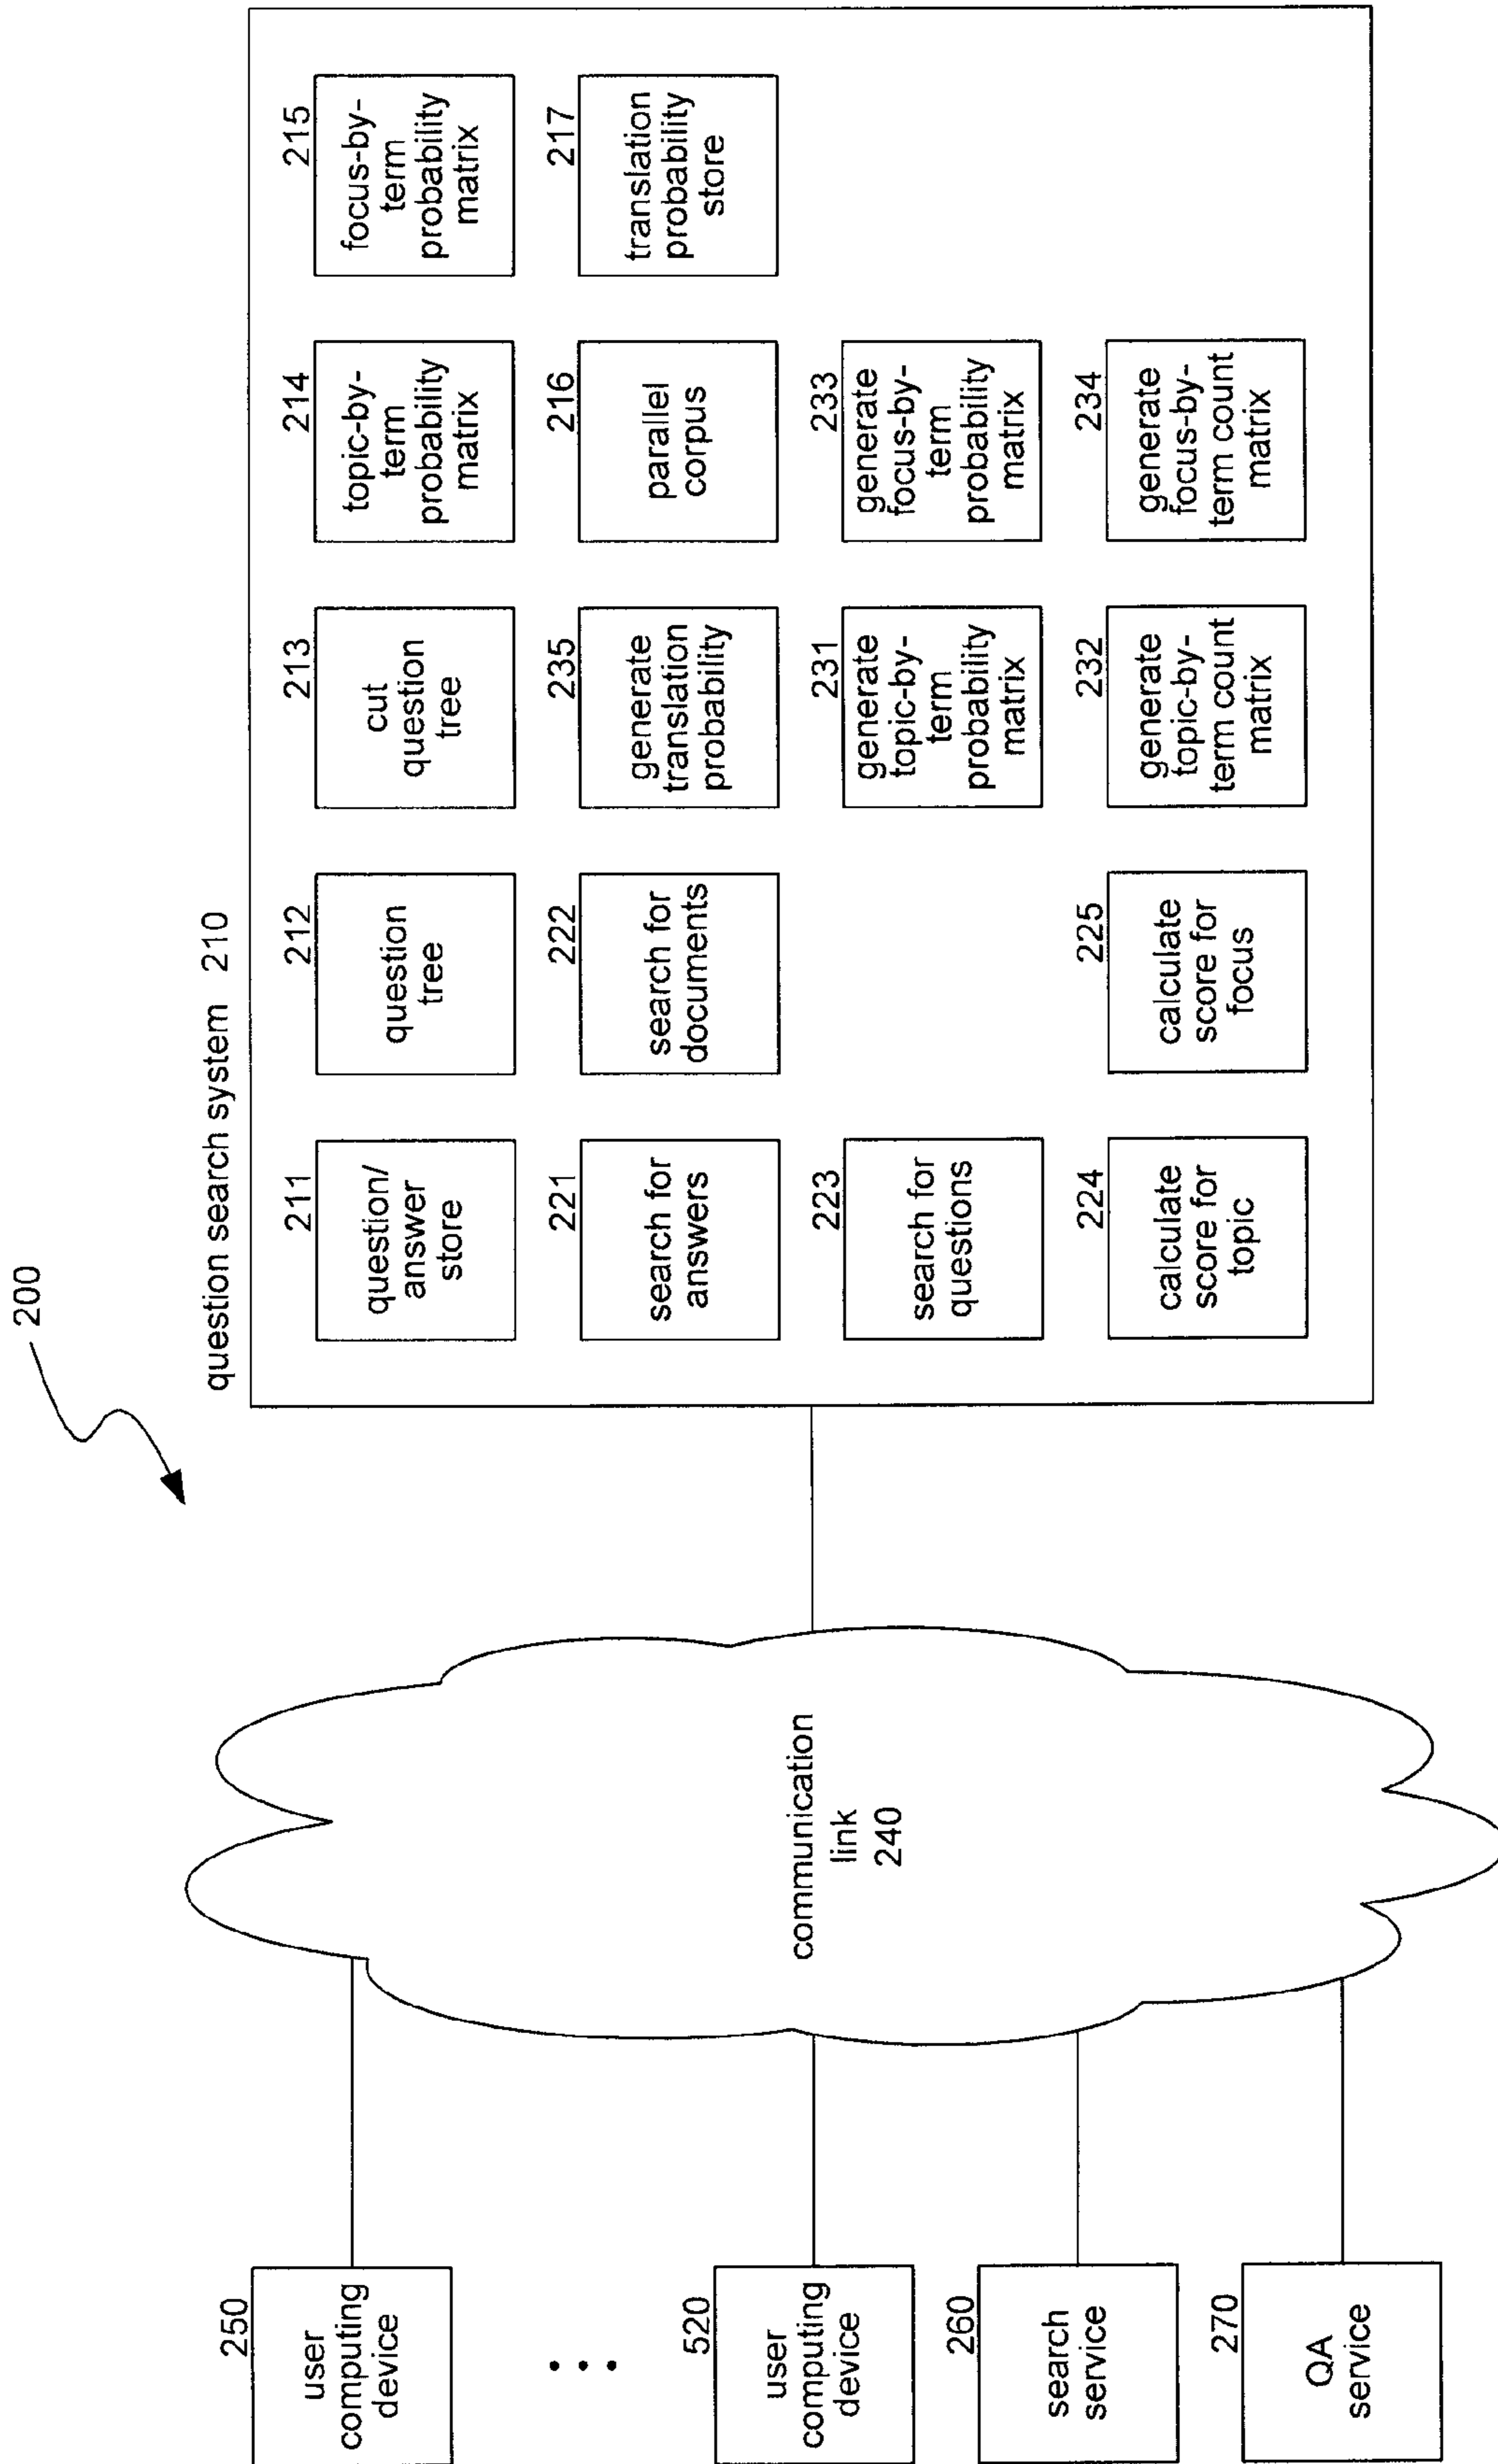 200
question search system 210
211
question/
answer
store
212
question
tree
213
cut
question
tree
214
topic-by-
term
probability
matrix
215
focus-by-
term
probability
matrix
221
search for
answers
222
search for
documents
235
generate
translation
probability
216
parallel
corpus
217
translation
probability
store
223
search for
questions
231
generate
topic-by-
term
probability
matrix
233
generate
focus-by-
term
probability
matrix
224
calculate
score for
topic
225
calculate
score for
focus
232
generate
topic-by-
term count
matrix
234
generate
focus-by-
term count
matrix
communication
link
240
250
user
computing
device
520
user
computing
device
260
search
service
270
QA
service